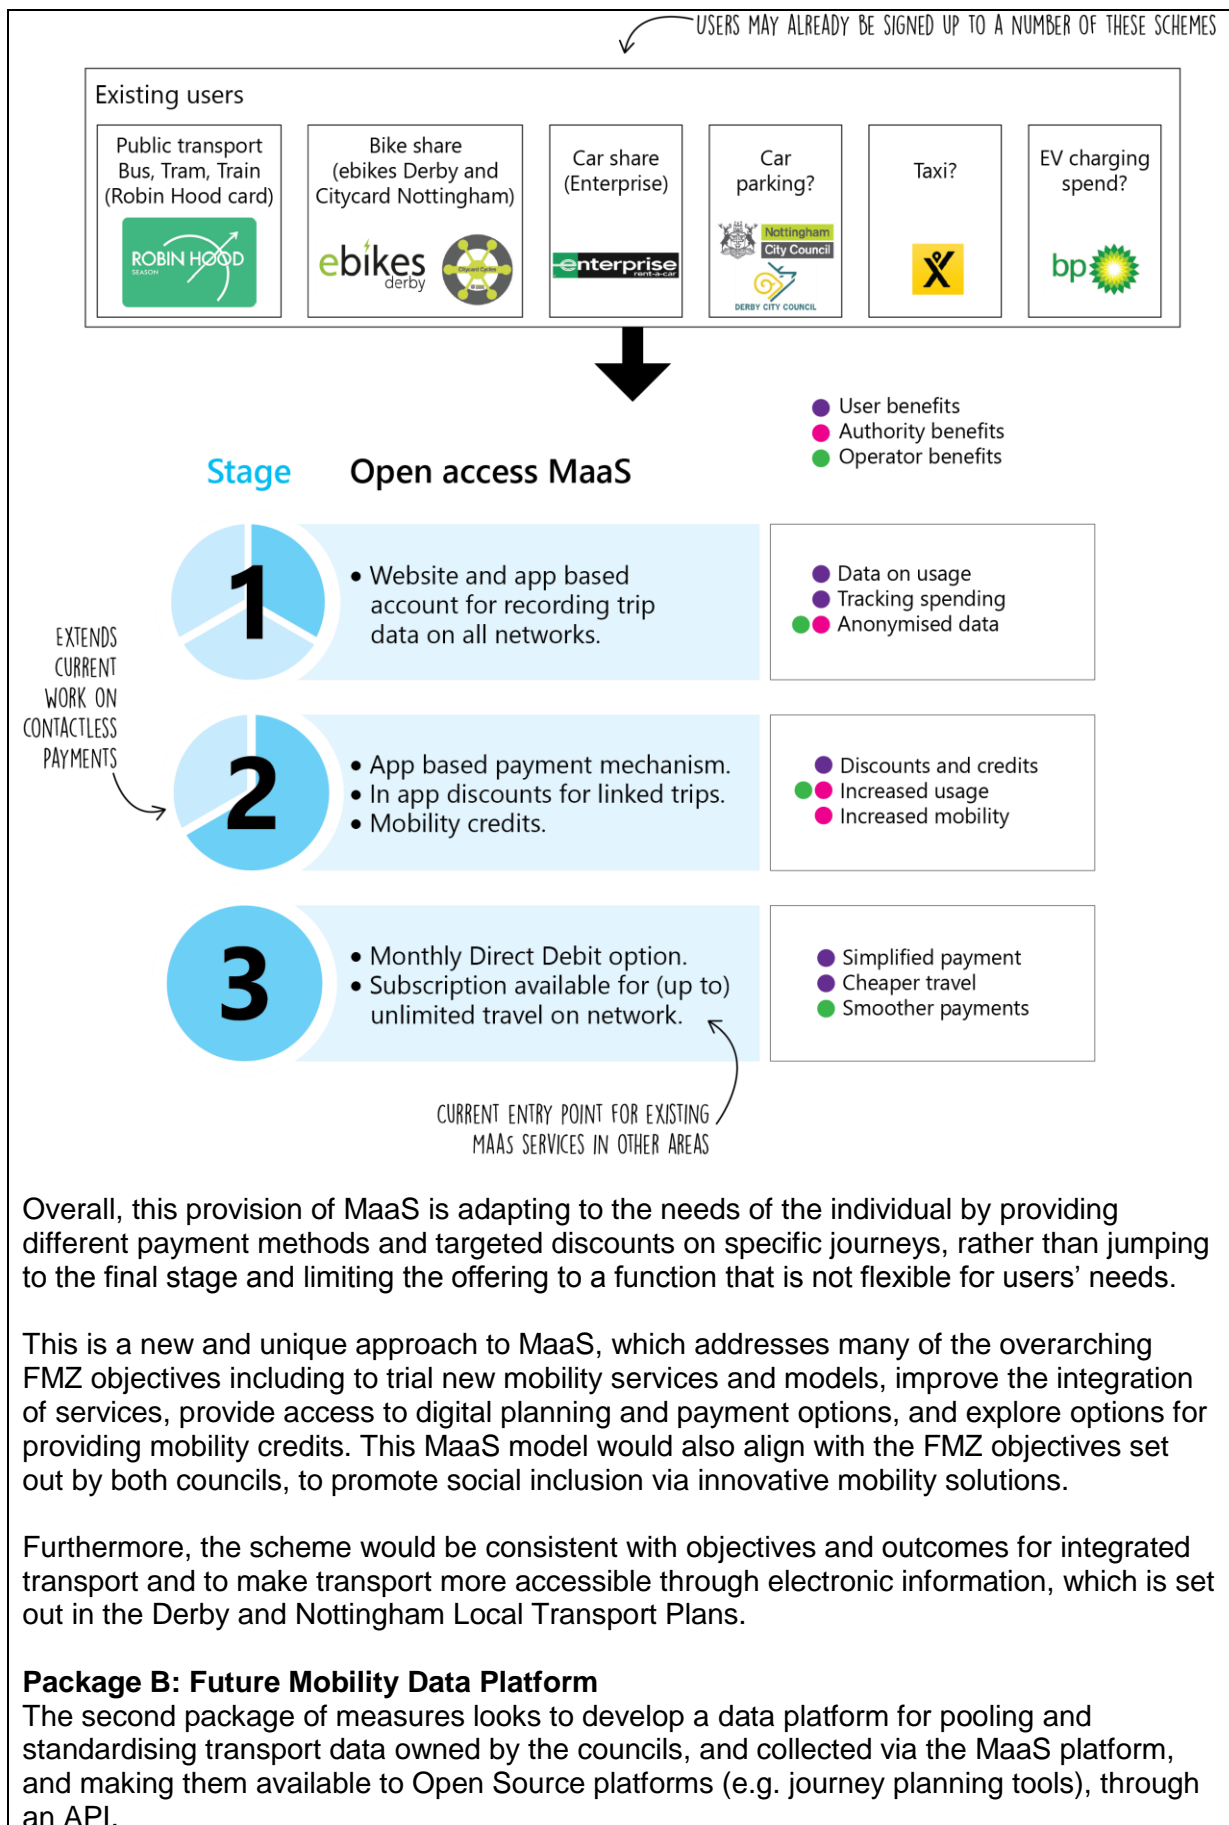 USERS MAY ALREADY BE SIGNED UP TO A NUMBER OF THESE SCHEMES
Existing users
Public transport
Bus, Tram, Train
(Robin Hood card)
ROBIN HOOD
SEASON
Bike share
(ebikes Derby and
Citycard Nottingham)
ebikes
derby
Citycard Cycles
Car share
(Enterprise)
enterprise
rent-a-car
Car
parking?
Nottingham
City Council
DERBY CITY COUNCIL
Taxi?
X
EV charging
spend?
bp
User benefits
Authority benefits
Operator benefits
Stage
Open access MaaS
1
• Website and app based
account for recording trip
data on all networks.
Data on usage
Tracking spending
Anonymised data
EXTENDS
CURRENT
WORK ON
CONTACTLESS
PAYMENTS
2
• App based payment mechanism.
• In app discounts for linked trips.
• Mobility credits.
Discounts and credits
Increased usage
Increased mobility
3
• Monthly Direct Debit option.
• Subscription available for (up to)
unlimited travel on network.
Simplified payment
Cheaper travel
Smoother payments
CURRENT ENTRY POINT FOR EXISTING
MAAS SERVICES IN OTHER AREAS
Overall, this provision of MaaS is adapting to the needs of the individual by providing
different payment methods and targeted discounts on specific journeys, rather than jumping
to the final stage and limiting the offering to a function that is not flexible for users’ needs.
This is a new and unique approach to MaaS, which addresses many of the overarching
FMZ objectives including to trial new mobility services and models, improve the integration
of services, provide access to digital planning and payment options, and explore options for
providing mobility credits. This MaaS model would also align with the FMZ objectives set
out by both councils, to promote social inclusion via innovative mobility solutions.
Furthermore, the scheme would be consistent with objectives and outcomes for integrated
transport and to make transport more accessible through electronic information, which is set
out in the Derby and Nottingham Local Transport Plans.
Package B: Future Mobility Data Platform
The second package of measures looks to develop a data platform for pooling and
standardising transport data owned by the councils, and collected via the MaaS platform,
and making them available to Open Source platforms (e.g. journey planning tools), through
an API.